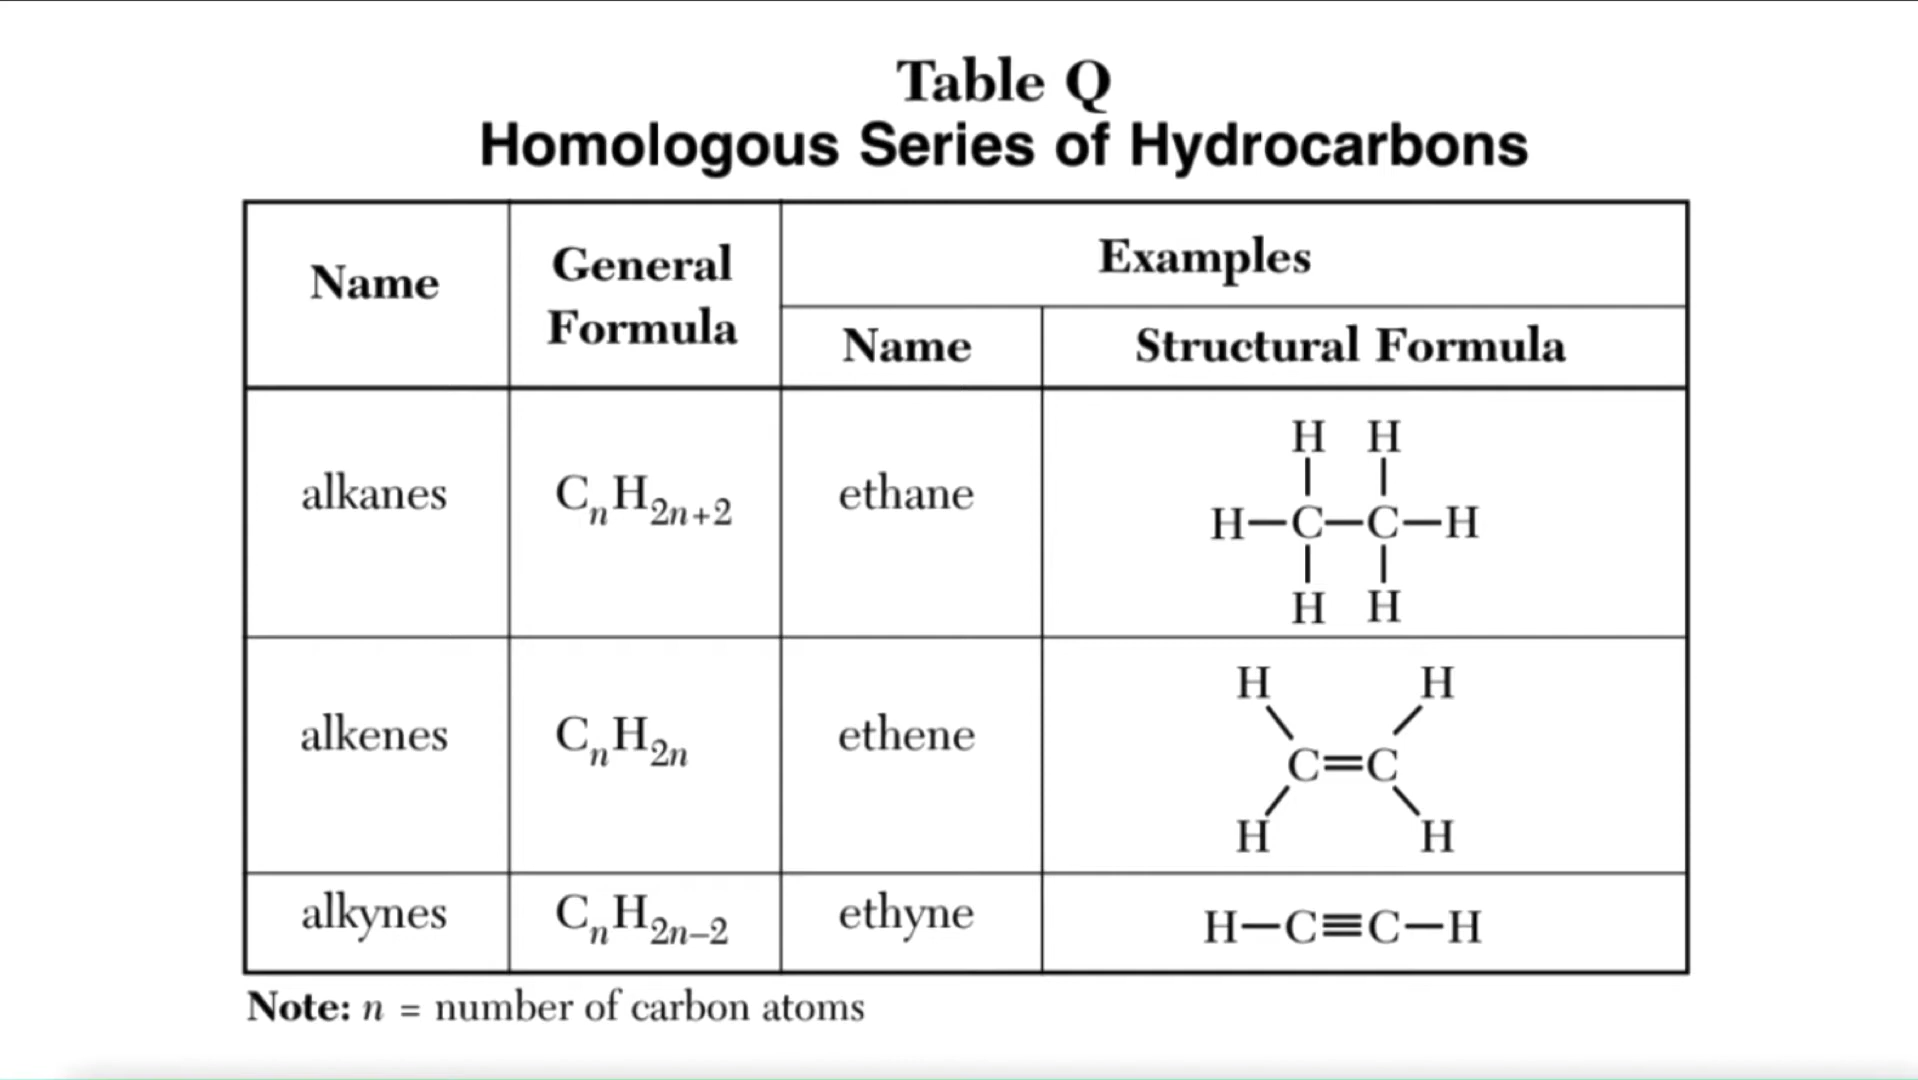 Table Q
Homologous Series of Hydrocarbons
Name
General
Formula
Examples
Name
Structural Formula
alkanes
CₙH₂ₙ₊₂
ethane
H H
H—C—C—H
H H
alkenes
CₙH₂ₙ
ethene
H H
C=C
H H
alkynes
CₙH₂ₙ₋₂
ethyne
H—C≡C—H
Note: n = number of carbon atoms